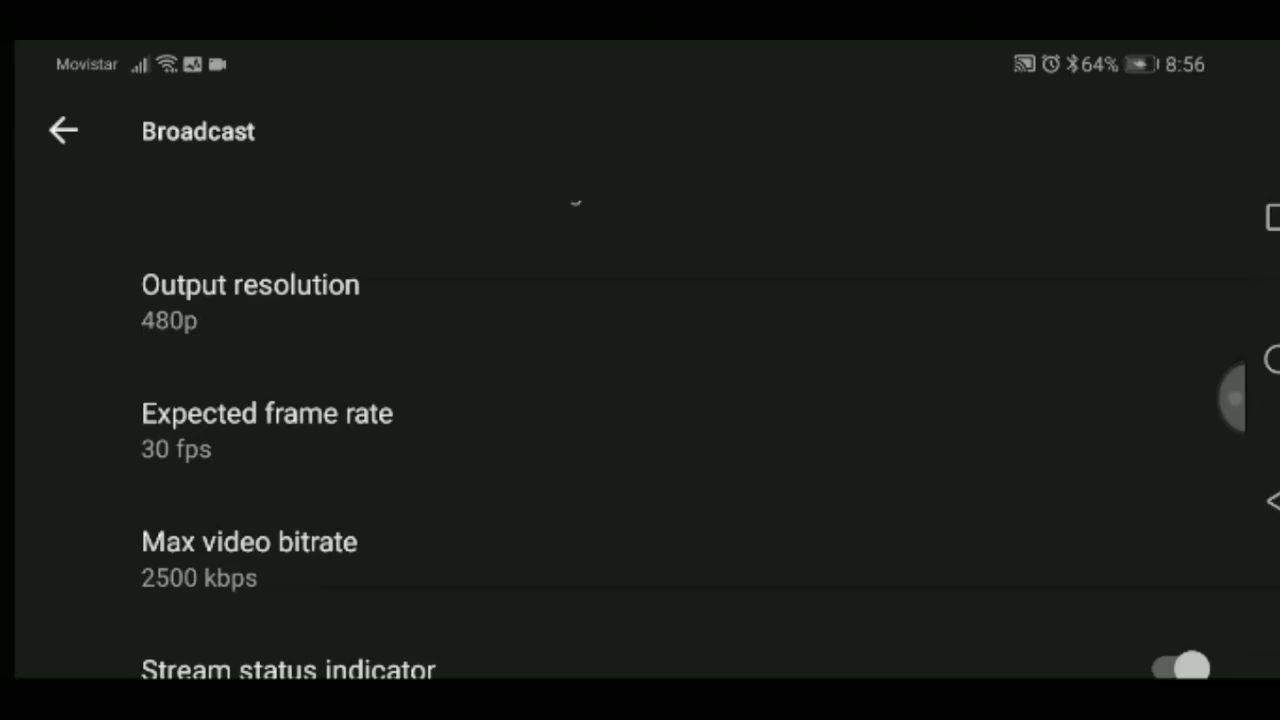 Movistar 64% 8:56
Broadcast
Output resolution
480p
Expected frame rate
30 fps
Max video bitrate
2500 kbps
Stream status indicator